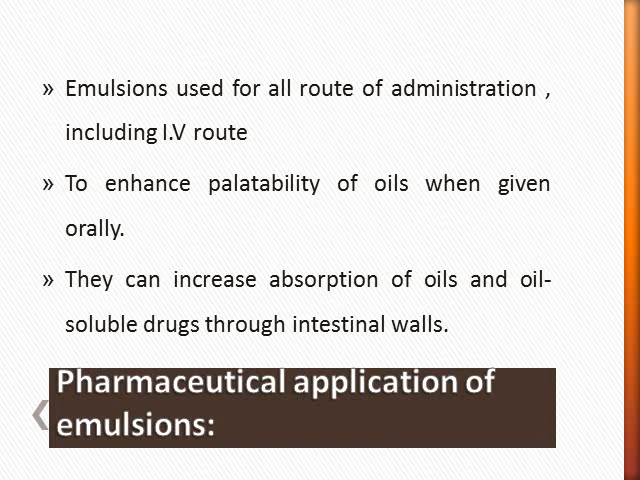 » Emulsions used for all route of administration ,
including I.V route
» To enhance palatability of oils when given
orally.
» They can increase absorption of oils and oil-
soluble drugs through intestinal walls.
Pharmaceutical application of
emulsions: